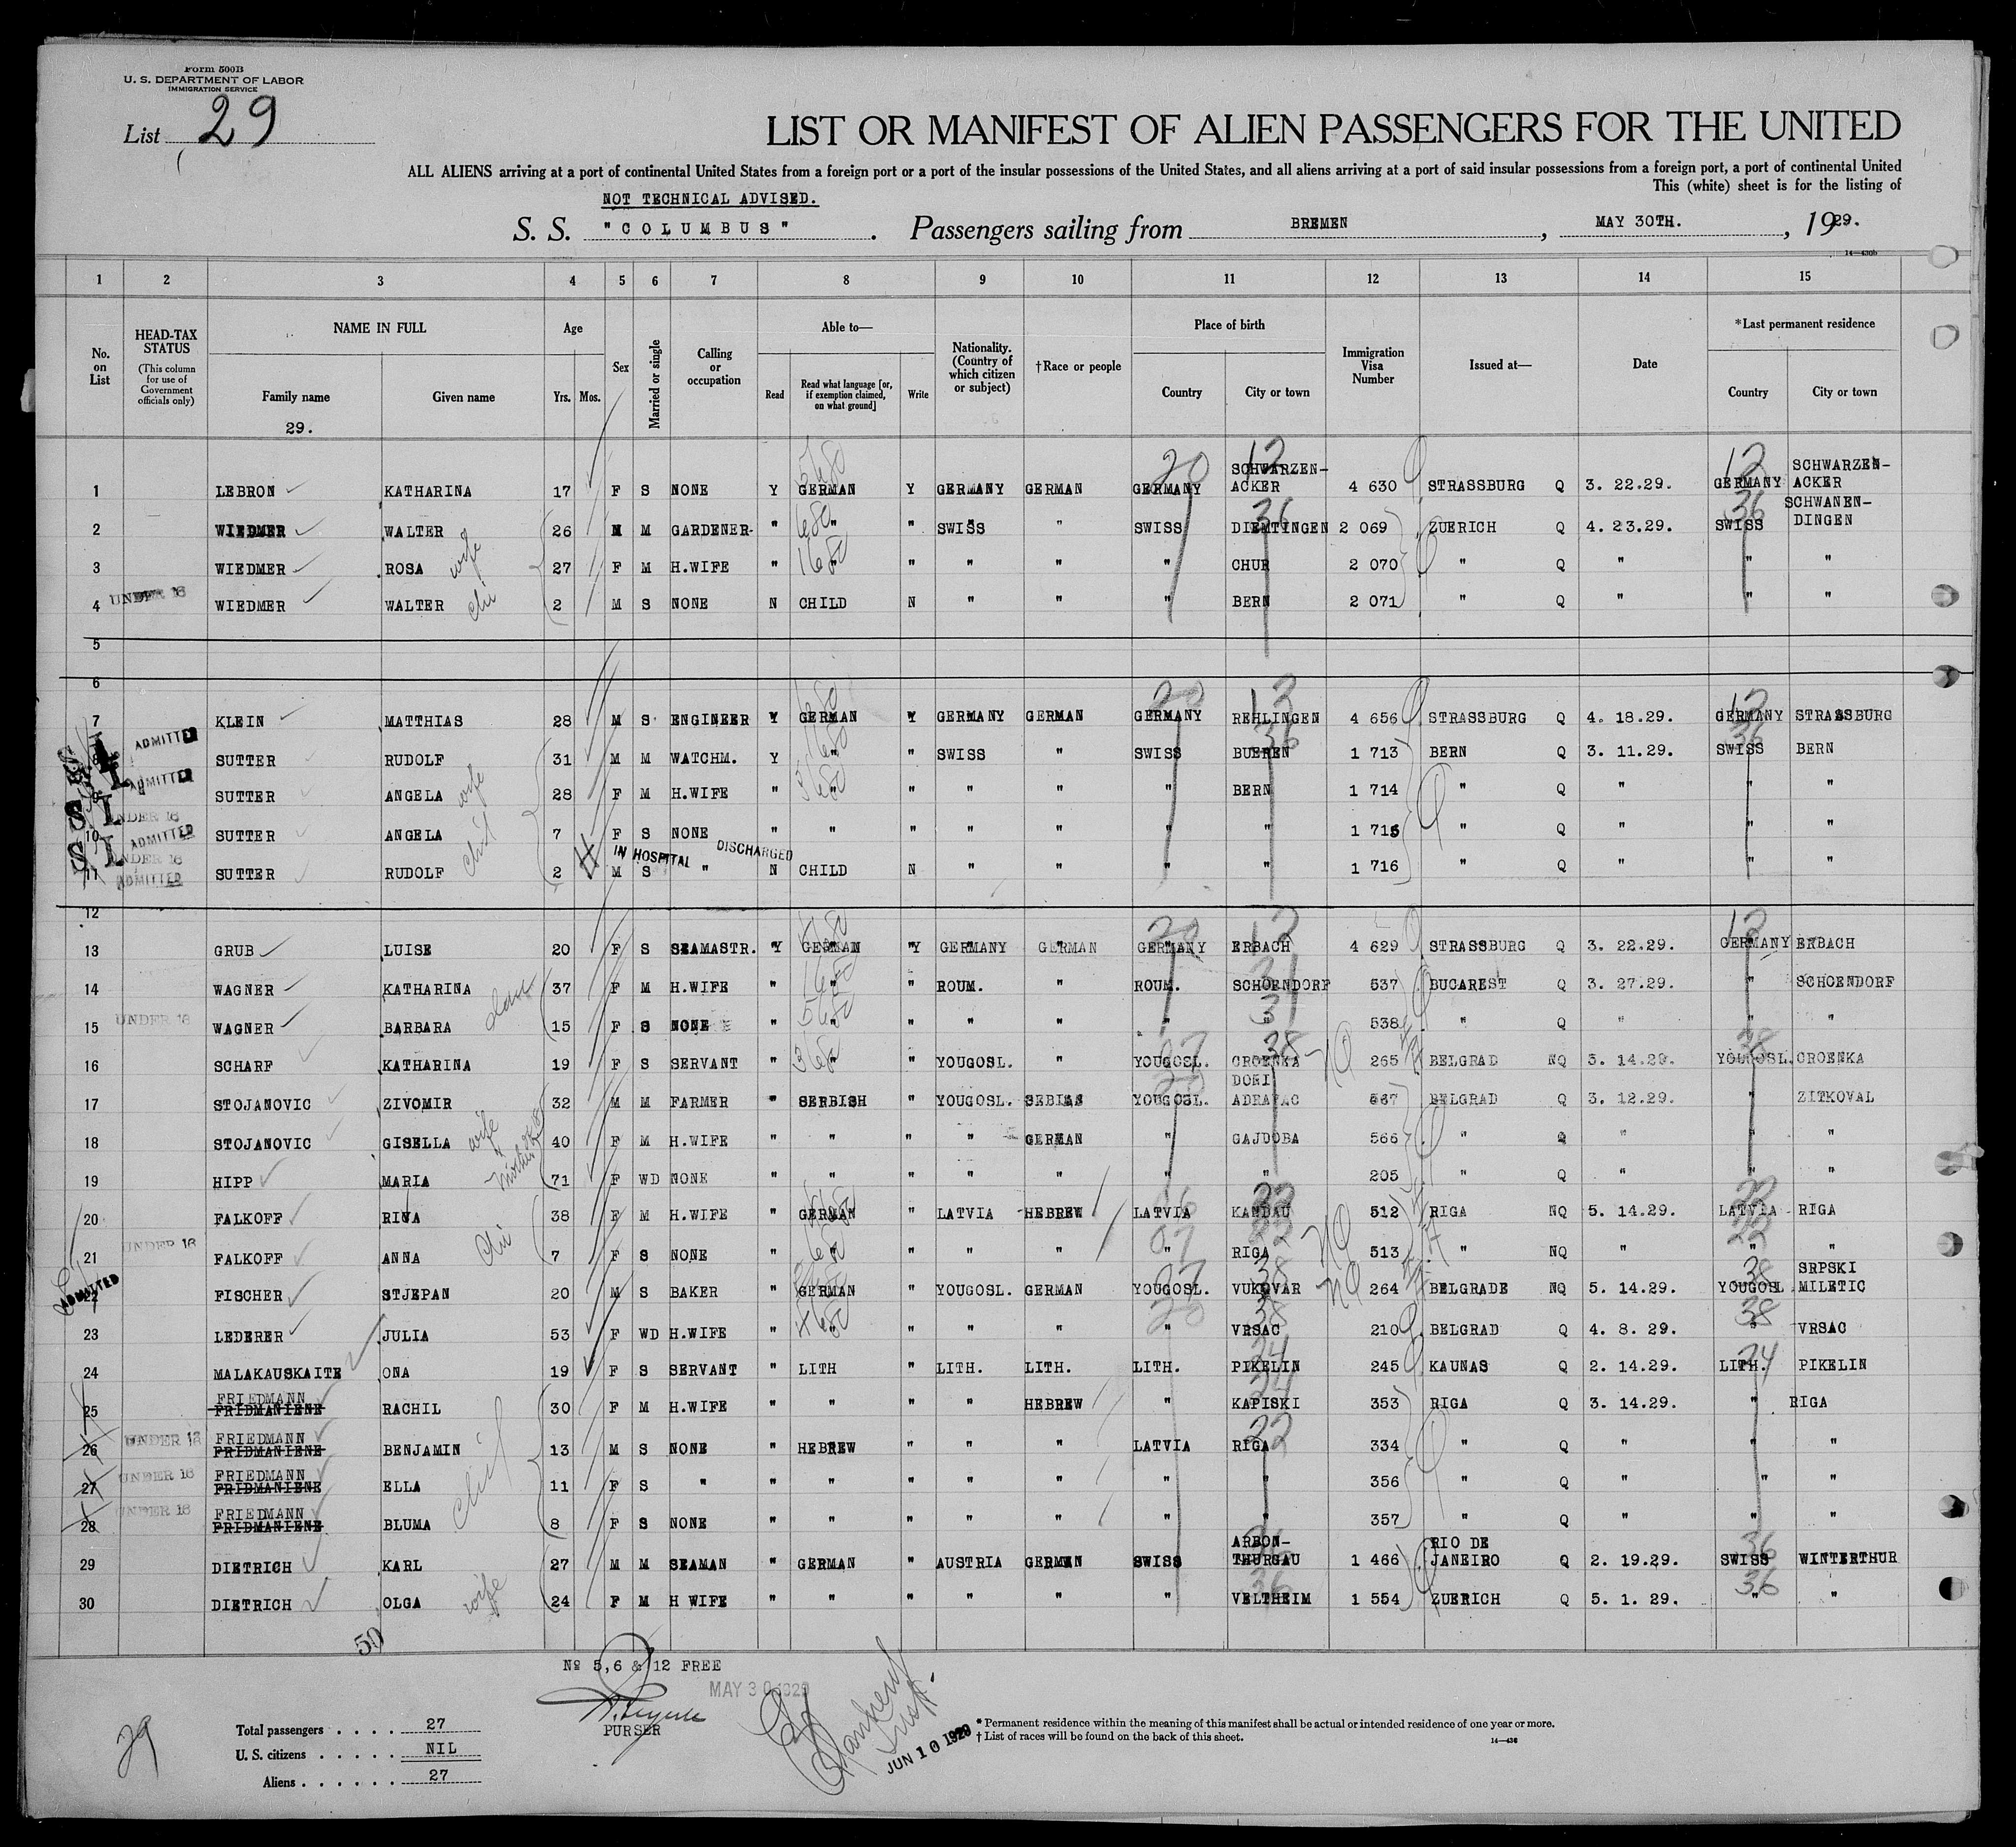 Form 500B
U. S. DEPARTMENT OF LABOR
IMMIGRATION SERVICE
List 29
LIST OR MANIFEST OF ALIEN PASSENGERS FOR THE UNITED
ALL ALIENS arriving at a port of continental United States from a foreign port or a port of the insular possessions of the United States, and all aliens arriving at a port of said insular possessions from a foreign port, a port of continental United
This (white) sheet is for the listing of
NOT TECHNICAL ADVISED.
S. S. "COLUMBUS". Passengers sailing from BREMEN, MAY 30TH., 1929.
14—430b
1 2 3 4 5 6 7 8 9 10 11 12 13 14 15
No. on List
HEAD-TAX STATUS
(This column for use of Government officials only)
NAME IN FULL
Family name
Given name
29.
Age
Yrs. Mos.
Sex
Married or single
Calling or occupation
Able to—
Read
Read what language [or, if exemption claimed, on what ground]
Write
Nationality. (Country of which citizen or subject)
†Race or people
Place of birth
Country
City or town
Immigration Visa Number
Issued at—
Date
*Last permanent residence
Country
City or town
1 LEBRON KATHARINA 17 F S NONE Y GERMAN Y GERMANY GERMAN GERMANY SCHWARZEN-ACKER 4 630 STRASSBURG Q 3. 22.29. GERMANY SCHWARZEN-ACKER
2 WIEDMER WALTER 26 M M GARDENER- " " " SWISS " SWISS DIEMTINGEN 2 069 ZUERICH Q 4. 23.29. SWISS SCHWANEN-DINGEN
3 WIEDMER ROSA wife 27 F M H.WIFE " " " " " " CHUR 2 070 " Q " " "
4 UNDER 16 WIEDMER WALTER chi 2 M S NONE N CHILD N " " " BERN 2 071 " Q " " "
5
6
7 KLEIN MATTHIAS 28 M S ENGINEER Y GERMAN Y GERMANY GERMAN GERMANY REHLINGEN 4 656 STRASSBURG Q 4. 18.29. GERMANY STRASSBURG
8 ADMITTED SUTTER RUDOLF 31 M M WATCHM. Y " " SWISS " SWISS BUEREN 1 713 BERN Q 3. 11.29. SWISS BERN
9 ADMITTED SUTTER ANGELA wife 28 F M H.WIFE " " " " " " BERN 1 714 " Q " " "
10 UNDER 16 ADMITTED SUTTER ANGELA child 7 F S NONE " " " " " " " 1 715 " Q " " "
IN HOSPITAL DISCHARGED
11 UNDER 16 ADMITTED SUTTER RUDOLF 2 M S " N CHILD N " " " " 1 716 " Q " " "
12
13 GRUB LUISE 20 F S SEAMASTR. Y GERMAN Y GERMANY GERMAN GERMANY ERBACH 4 629 STRASSBURG Q 3. 22.29. GERMANY ERBACH
14 WAGNER KATHARINA 37 F M H.WIFE " " " ROUM. " ROUM. SCHOENDORF 537 BUCAREST Q 3. 27.29. " SCHOENDORF
15 UNDER 16 WAGNER BARBARA dau 15 F S NONE " " " " " " " 538 " Q " " "
16 SCHARF KATHARINA 19 F S SERVANT " " " YOUGOSL. " YOUGOSL. CROENKA 265 BELGRAD NQ 3. 14.29. YOUGOSL. CROENKA
17 STOJANOVIC ZIVOMIR 32 M M FARMER " SERBISH " YOUGOSL. YOUGOSL. DONI 567 BELGRAD Q 3. 12.29. " ZITKOVAL
18 STOJANOVIC GISELLA wife 40 F M H.WIFE " " " " GERMAN " GAJDOBA 566 " Q " " "
19 HIPP MARIA 71 F WD NONE " " " " " " " 205 " Q " " "
20 FALKOFF 38 F M H.WIFE " GERMAN " LATVIA HEBREW LATVIA KANDAU 512 RIGA NQ 5. 14.29. LATVIA RIGA
21 UNDER 16 FALKOFF ANNA chi 7 F S NONE " " " " " " RIGA 513 " NQ " " "
22 ADMITTED FISCHER STJEPAN 20 M S BAKER " GERMAN " YOUGOSL. GERMAN YOUGOSL. VUKOVAR 264 BELGRADE NQ 5. 14.29. YOUGOSL. SRPSKI MILETIC
23 LEDERER JULIA 53 F WD H.WIFE " " " " " " VRSAC 210 BELGRAD Q 4. 8. 29. " VRSAC
24 MALAKAUSKAITE ONA 19 F S SERVANT " LITH " LITH. LITH. LITH. PIKELIN 245 KAUNAS Q 2. 14.29. LITH. PIKELIN
25 FRIEDMANN FRIDMANIENE RACHIL 30 F M H.WIFE " " " " HEBREW " KAPISKI 353 RIGA Q 3. 14.29. " RIGA
26 UNDER 16 FRIEDMANN FRIDMANIENE BENJAMIN 13 M S NONE " HEBREW " " " LATVIA RIGA 334 " Q " " "
27 UNDER 16 FRIEDMANN FRIDMANIENE ELLA child 11 F S " " " " " " " " 356 " Q " " "
28 UNDER 16 FRIEDMANN FRIDMANIENE BLUMA 8 F S NONE " " " " " " " 357 " Q " " "
29 DIETRICH KARL 27 M M SEAMAN " GERMAN " AUSTRIA GERMAN SWISS ARBON-THURGAU 1 466 RIO DE JANEIRO Q 2. 19.29. SWISS WINTERTHUR
30 DIETRICH OLGA wife 24 F M H WIFE " " " " " " VELTHEIM 1 554 ZUERICH Q 5. 1. 29. " "
50
No 5,6 & 12 FREE
MAY 30 1929
PURSER
29
Total passengers . . . . 27
U. S. citizens . . . . . NIL
Aliens . . . . . . 27
JUN 10 1929
* Permanent residence within the meaning of this manifest shall be actual or intended residence of one year or more.
† List of races will be found on the back of this sheet.
14—430